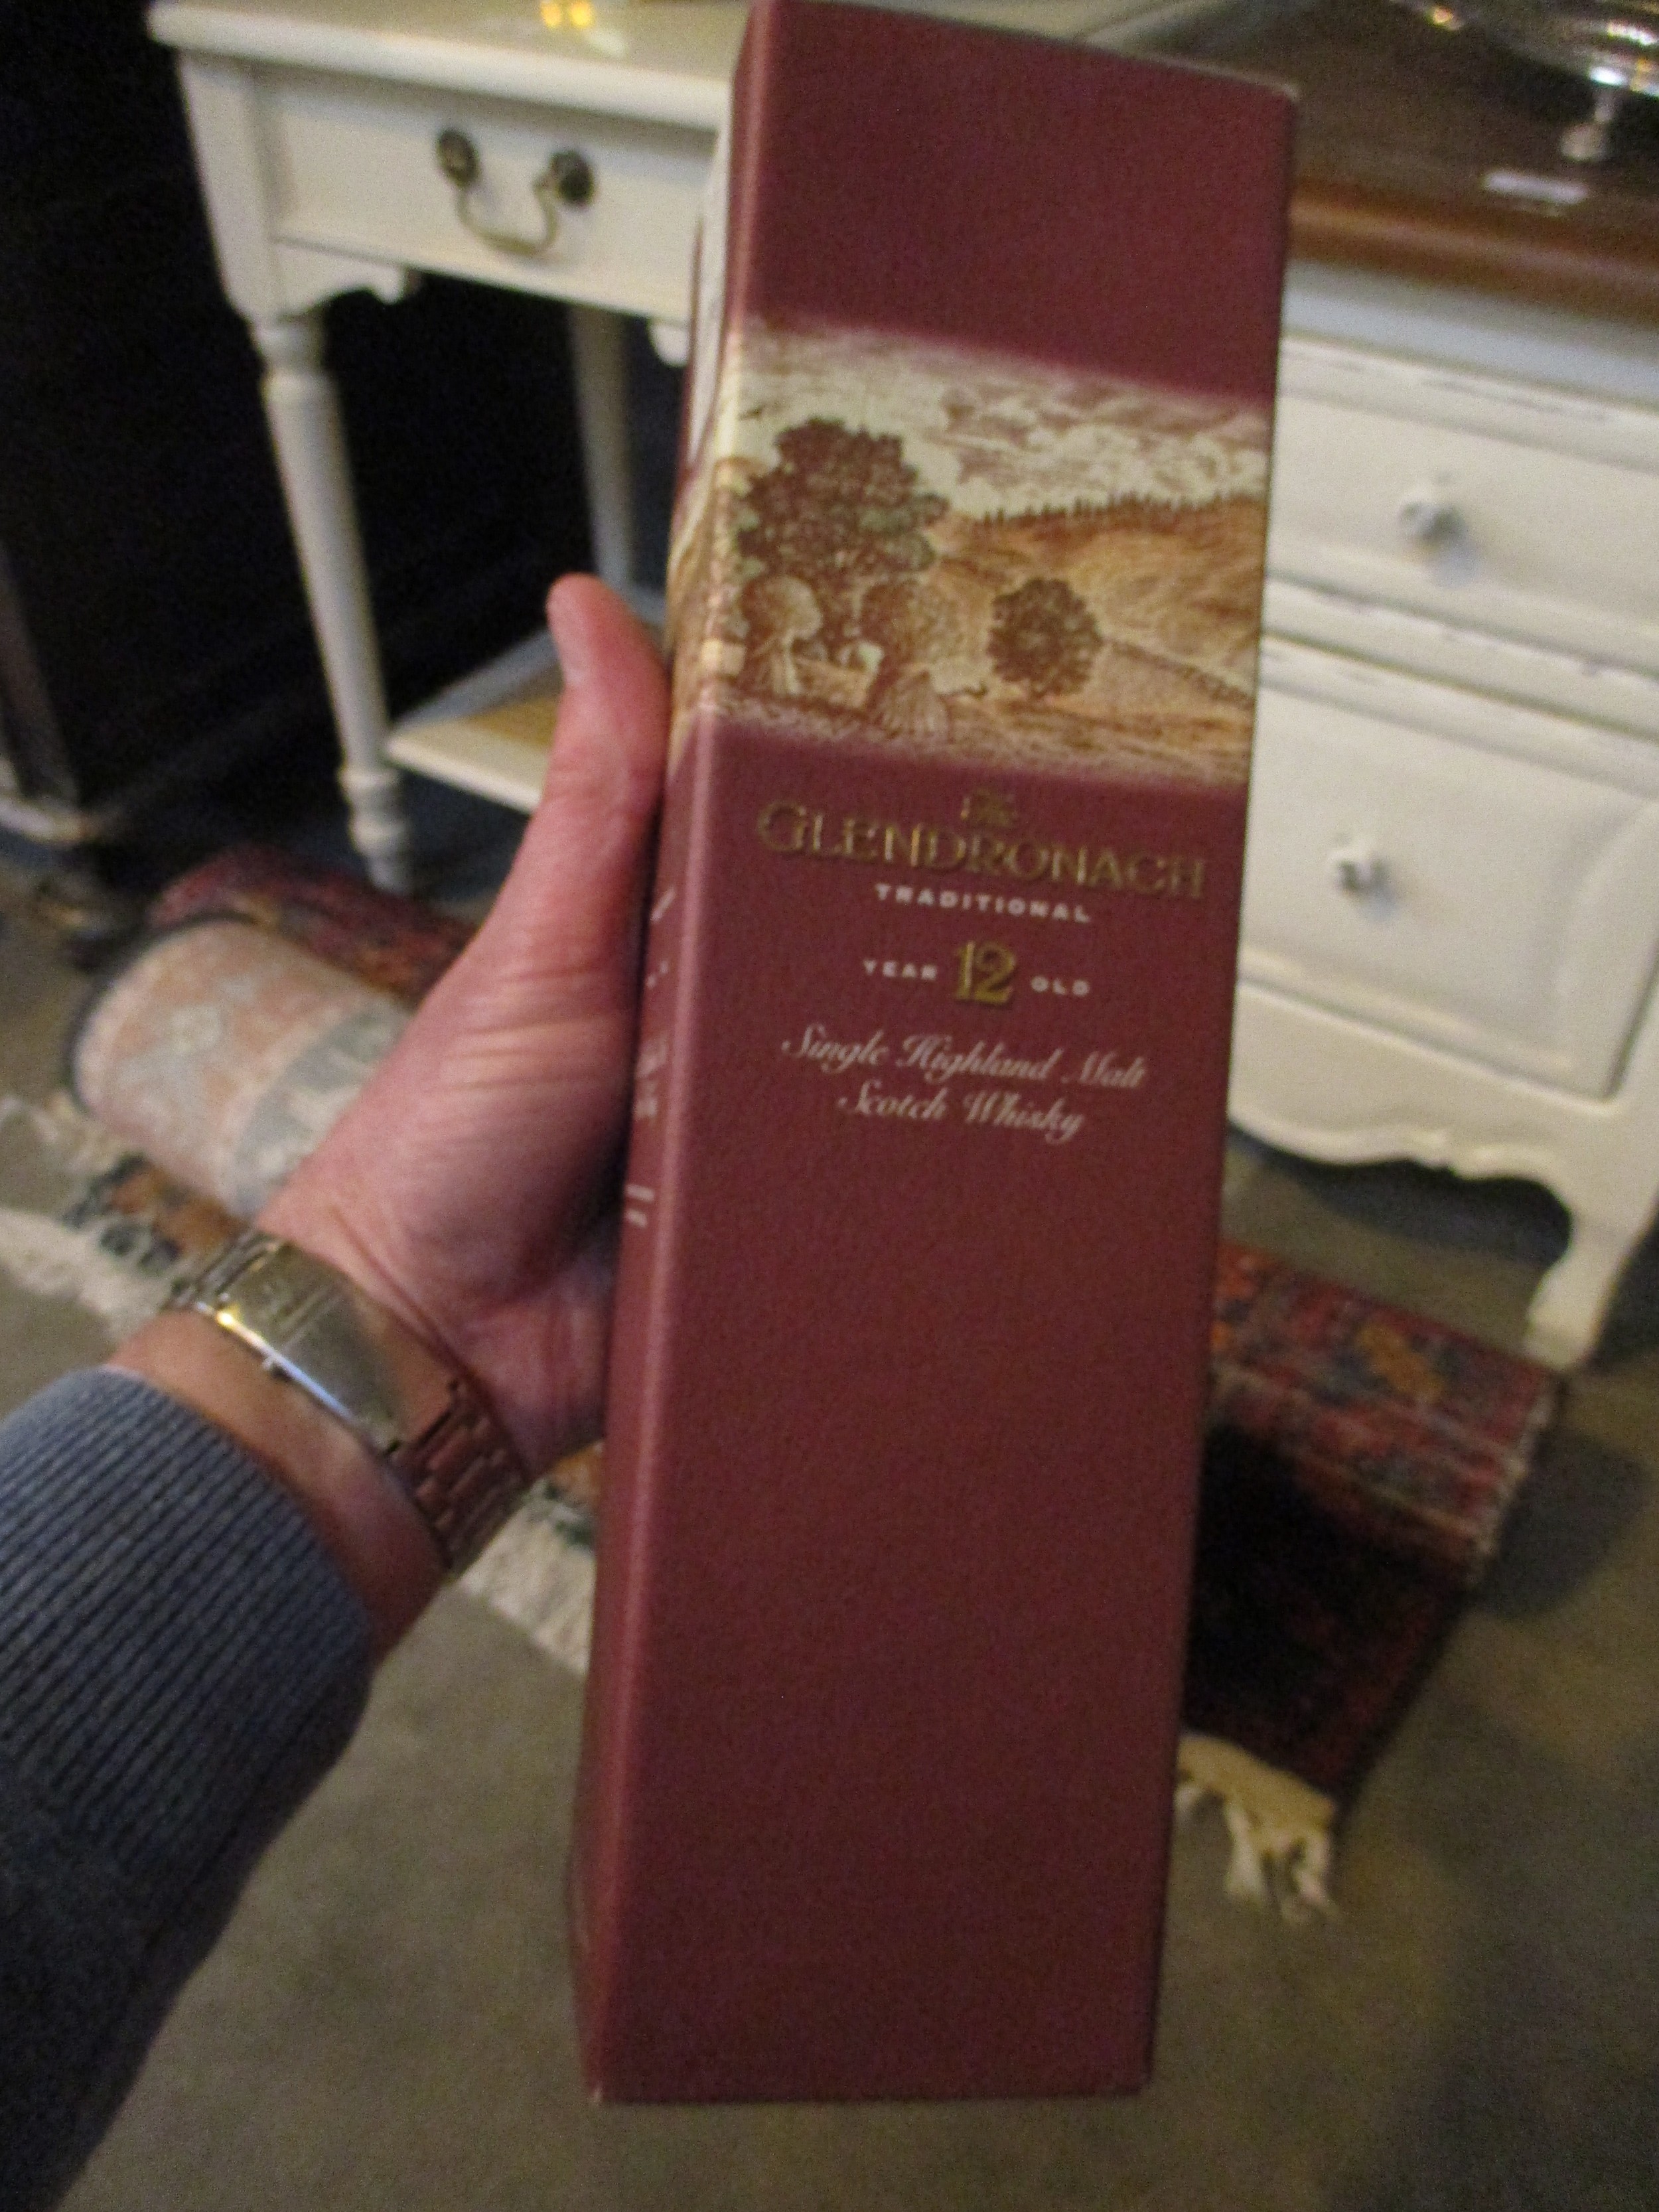 The
GLENDRONACH
TRADITIONAL
YEAR 12 OLD
Single Highland Malt
Scotch Whisky